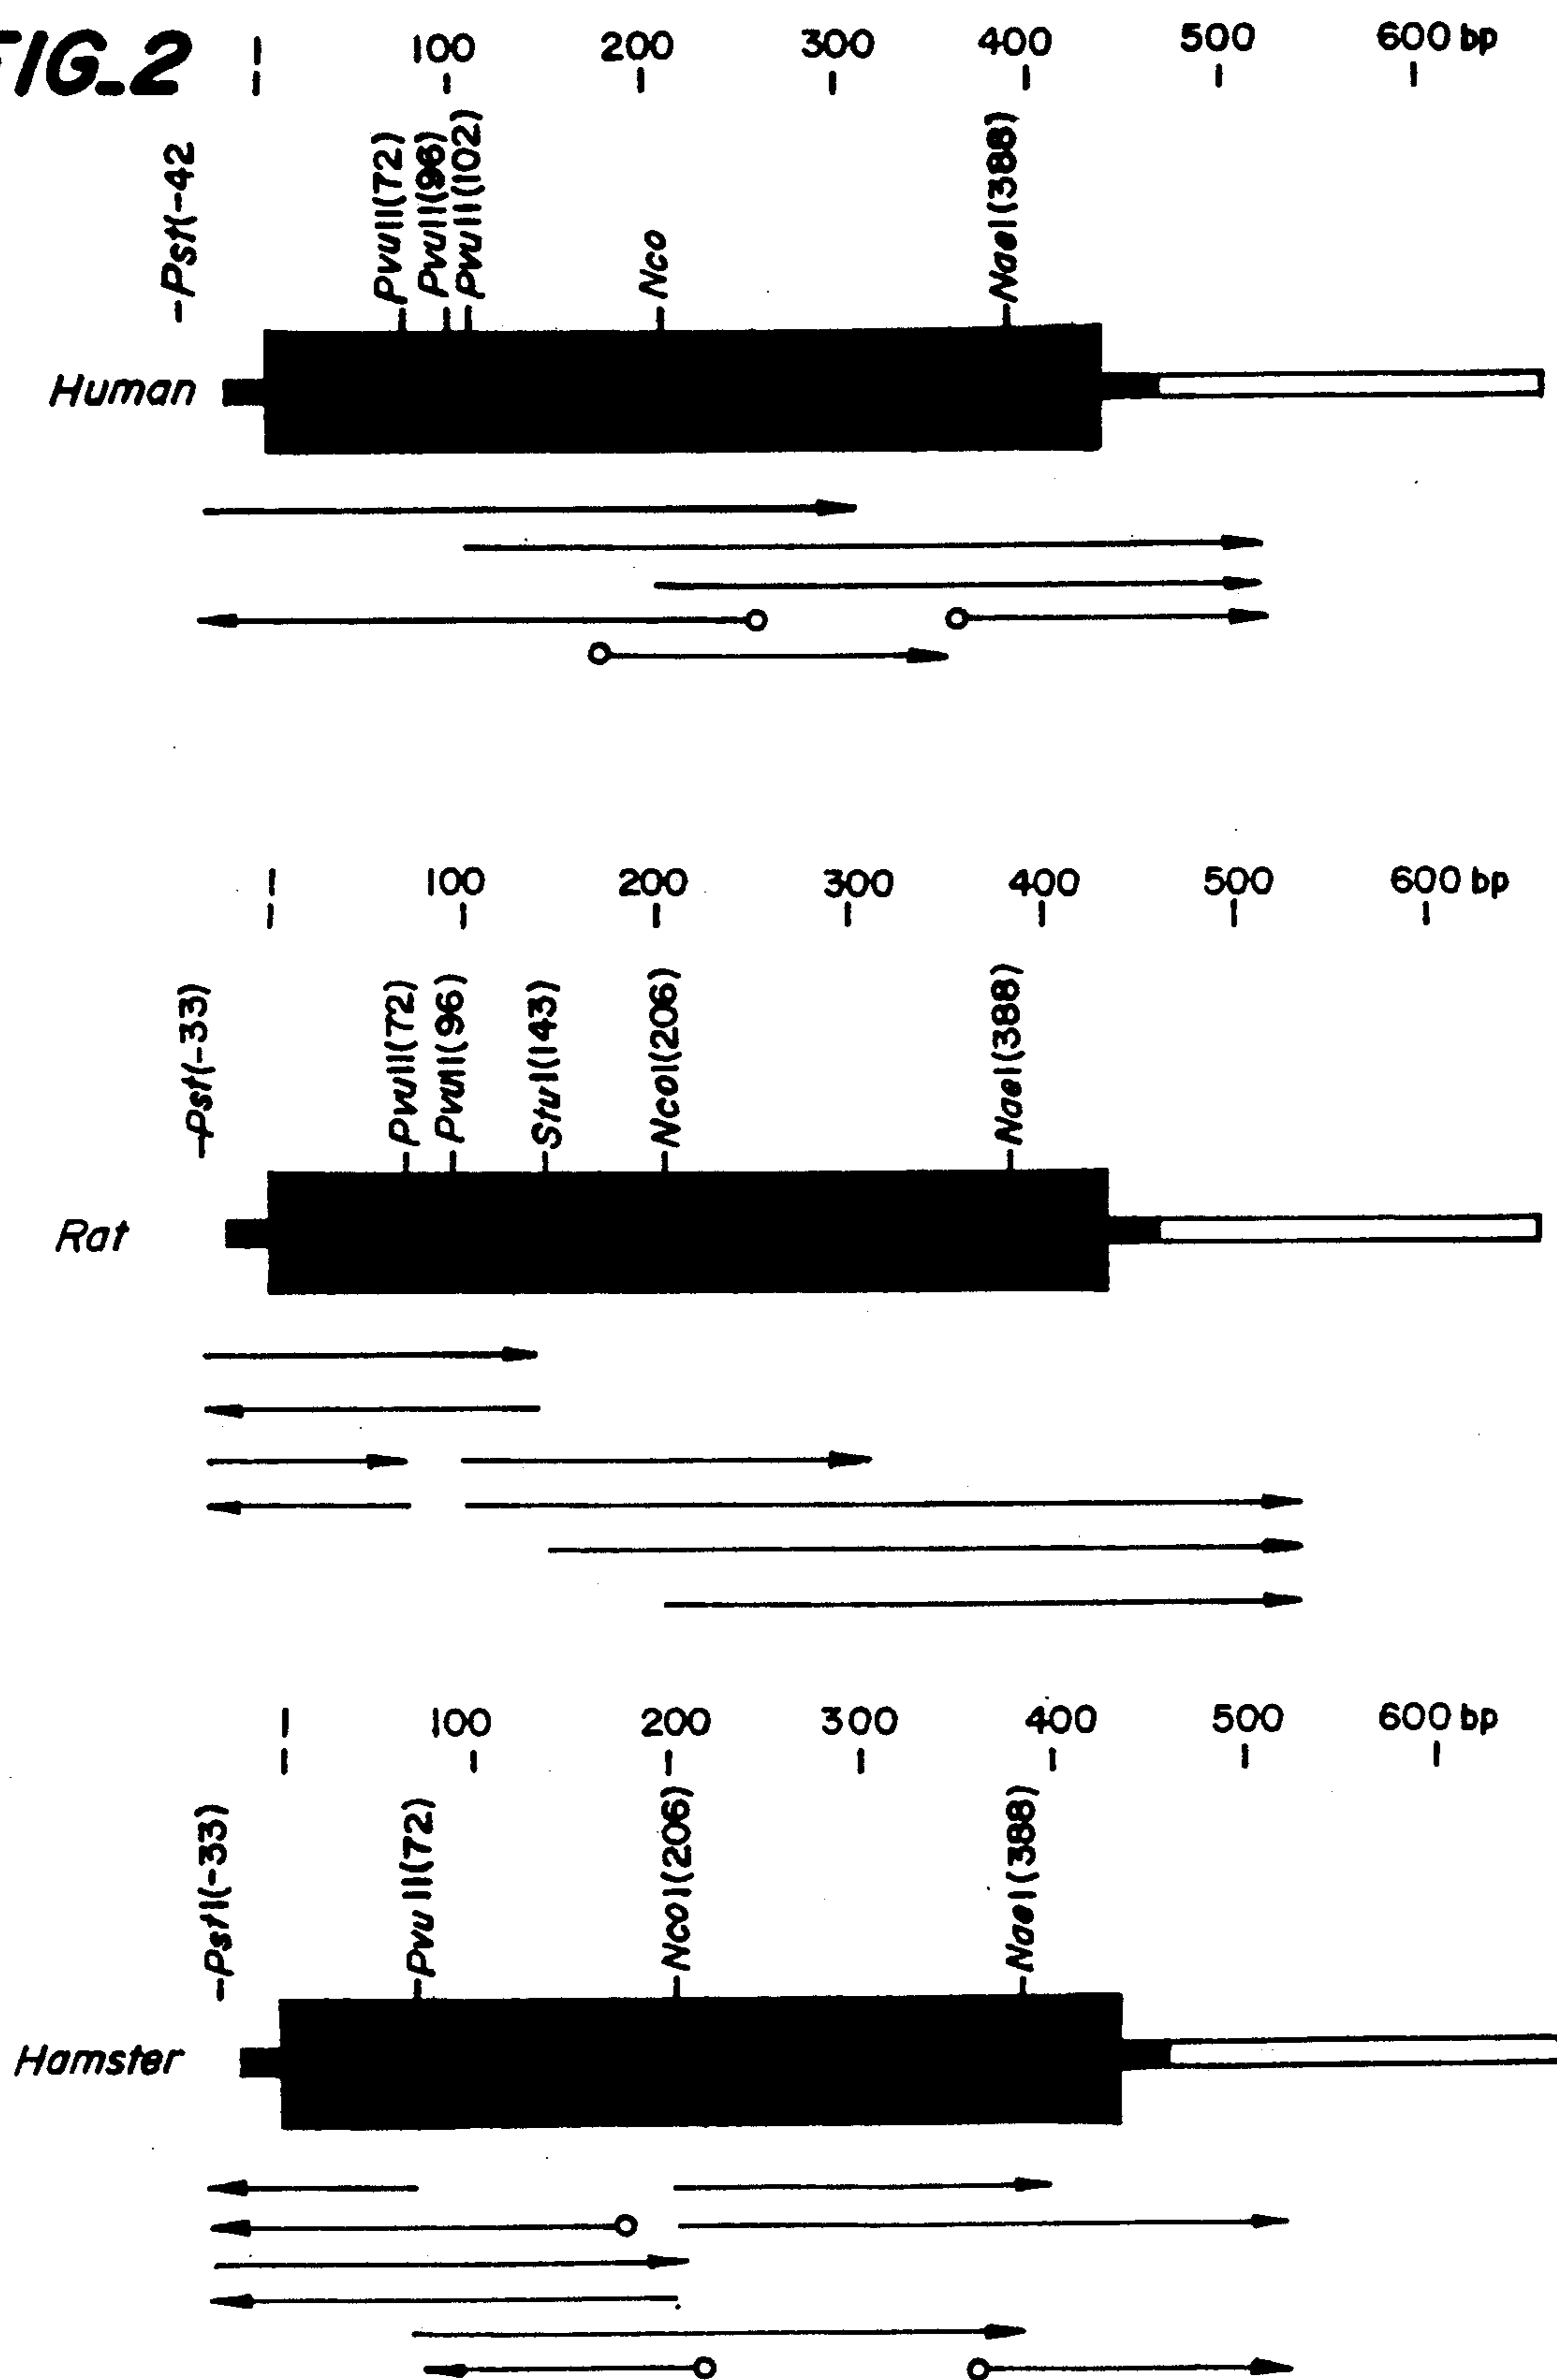 FIG_2
1 100 200 300 400 500 600 bp
Pst(-42
PvuII(72)
PvuII(96)
PvuII(102)
Nco
NaeI(388)
Human
1 100 200 300 400 500 600 bp
Pst(-33)
PvuII(72)
PvuII(96)
StuI(143)
NcoI(206)
NaeI(388)
Rat
1 100 200 300 400 500 600 bp
PstI(-33)
PvuII(72)
NcoI(206)
NaeI(388)
Hamster